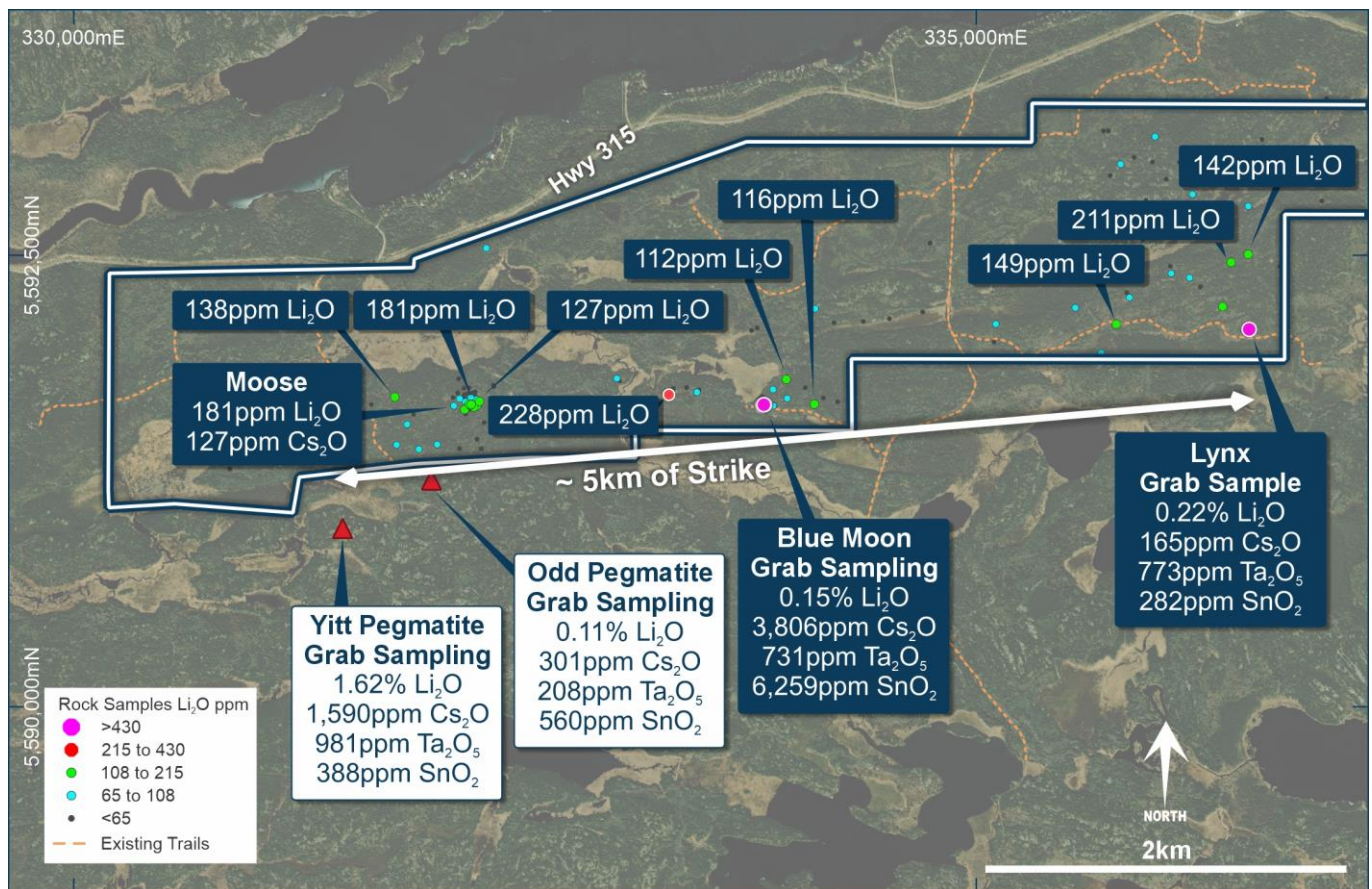 330,000mE
335,000mE
5,592,500mN
5,590,000mN
Hwy 315
142ppm Li₂O
116ppm Li₂O
211ppm Li₂O
112ppm Li₂O
149ppm Li₂O
138ppm Li₂O
181ppm Li₂O
127ppm Li₂O
Moose
181ppm Li₂O
127ppm Cs₂O
228ppm Li₂O
~ 5km of Strike
Lynx
Grab Sample
0.22% Li₂O
165ppm Cs₂O
773ppm Ta₂O₅
282ppm SnO₂
Blue Moon
Grab Sampling
0.15% Li₂O
3,806ppm Cs₂O
731ppm Ta₂O₅
6,259ppm SnO₂
Odd Pegmatite
Grab Sampling
0.11% Li₂O
301ppm Cs₂O
208ppm Ta₂O₅
560ppm SnO₂
Yitt Pegmatite
Grab Sampling
1.62% Li₂O
1,590ppm Cs₂O
981ppm Ta₂O₅
388ppm SnO₂
Rock Samples Li₂O ppm
>430
215 to 430
108 to 215
65 to 108
<65
Existing Trails
NORTH
2km